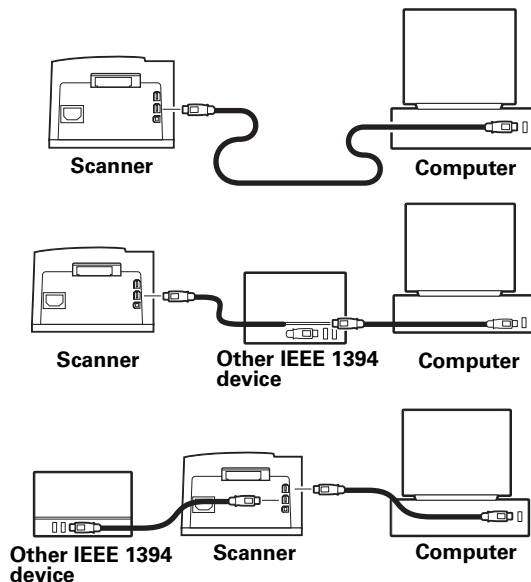 Scanner
Computer
Scanner
Other IEEE 1394
device
Computer
Other IEEE 1394
device
Scanner
Computer